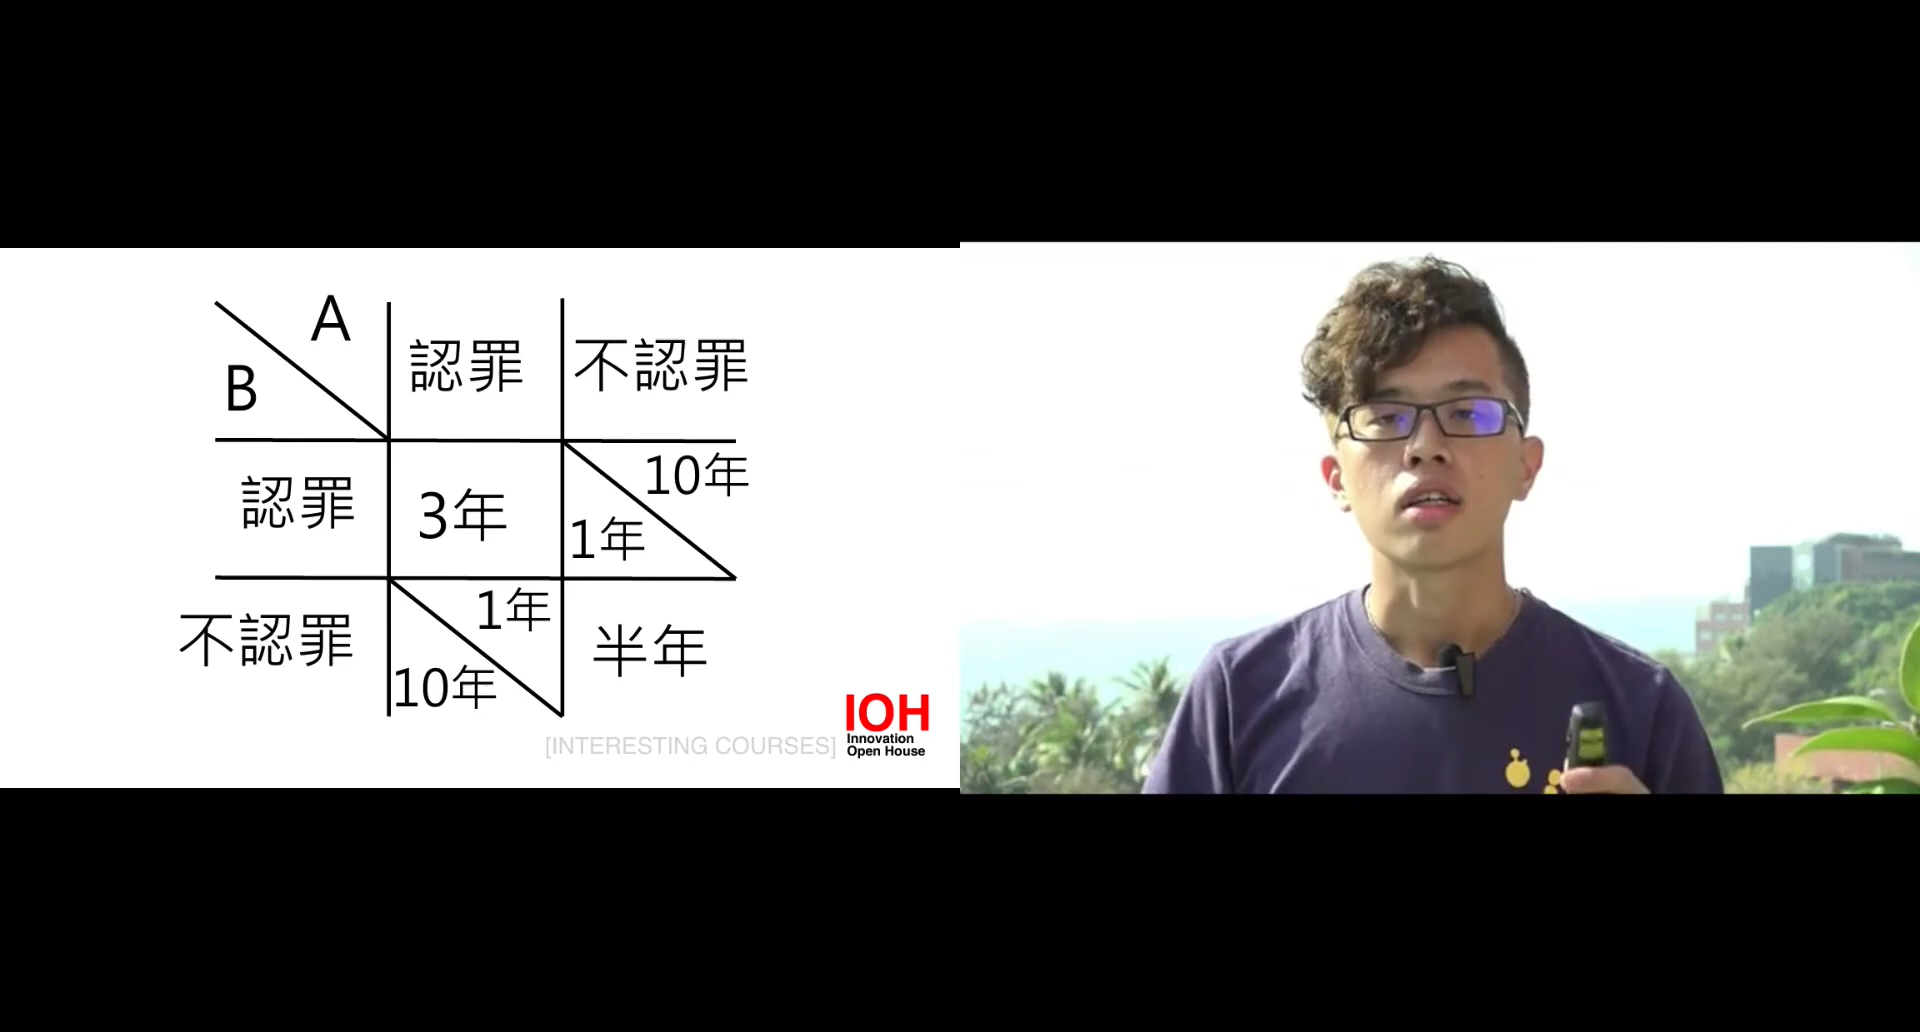 A
B
認罪
不認罪
認罪
3年
10年
1年
不認罪
1年
10年
半年
[INTERESTING COURSES]
IOH
Innovation
Open House